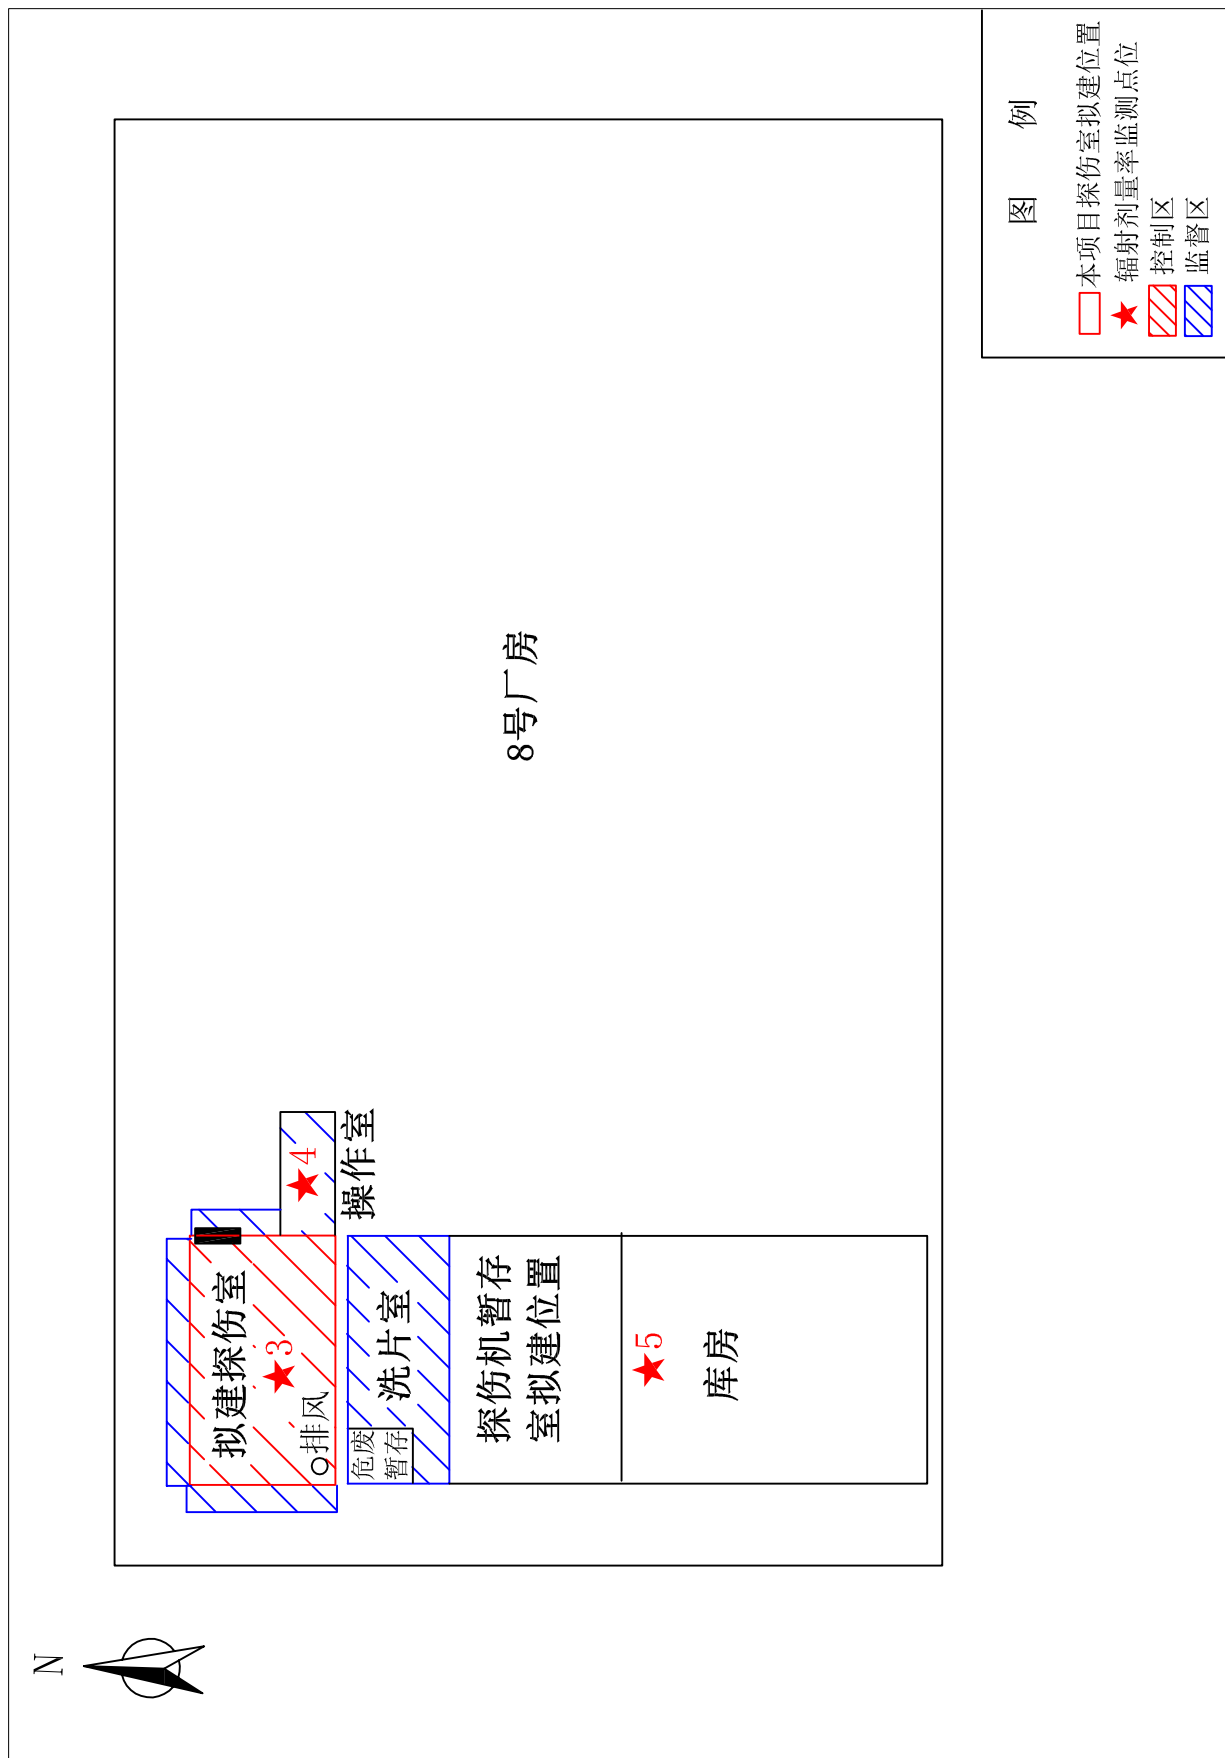 N
8号厂房
拟建探伤室
3
排风
4
操作室
洗片室
危废
暂存
探伤机暂存
室拟建位置
5
库房
图 例
本项目探伤室拟建位置
辐射剂量率监测点位
控制区
监督区